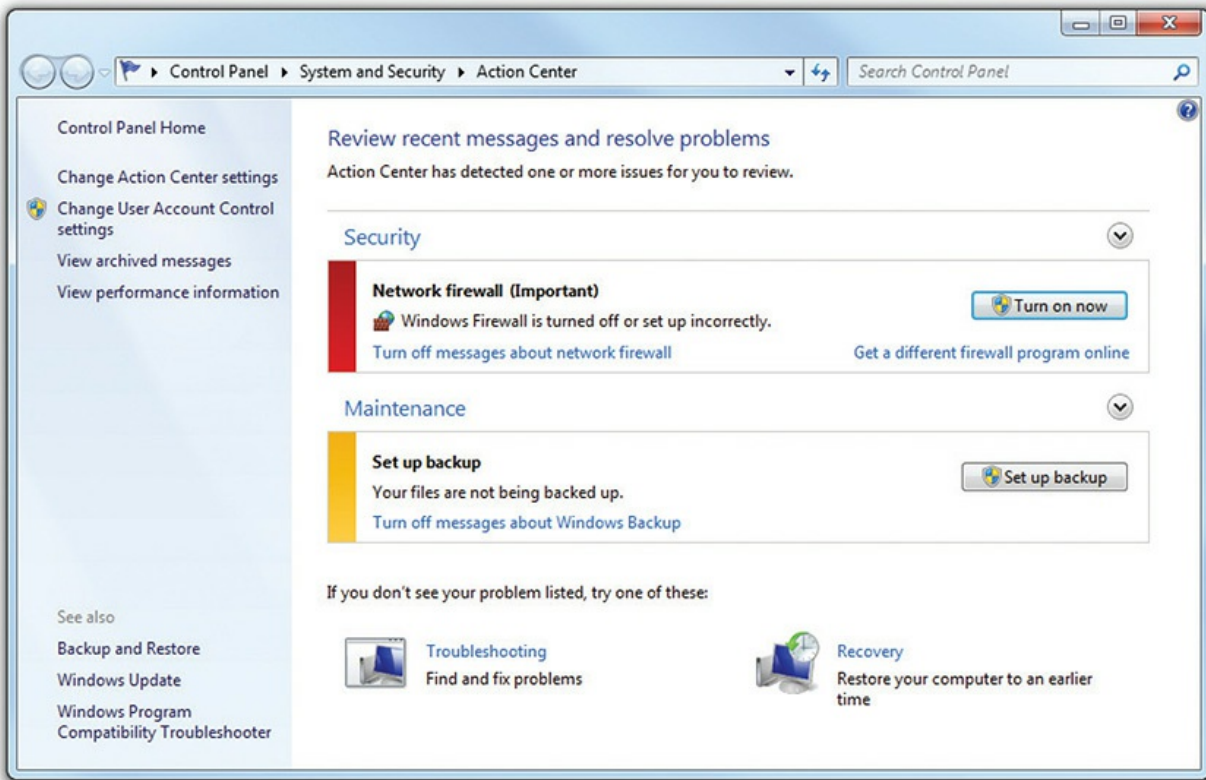 Control Panel ▸ System and Security ▸ Action Center
Search Control Panel
Control Panel Home
Change Action Center settings
Change User Account Control
settings
View archived messages
View performance information
See also
Backup and Restore
Windows Update
Windows Program
Compatibility Troubleshooter
Review recent messages and resolve problems
Action Center has detected one or more issues for you to review.
Security
Network firewall (Important)
Windows Firewall is turned off or set up incorrectly.
Turn on now
Turn off messages about network firewall
Get a different firewall program online
Maintenance
Set up backup
Your files are not being backed up.
Set up backup
Turn off messages about Windows Backup
If you don't see your problem listed, try one of these:
Troubleshooting
Find and fix problems
Recovery
Restore your computer to an earlier
time